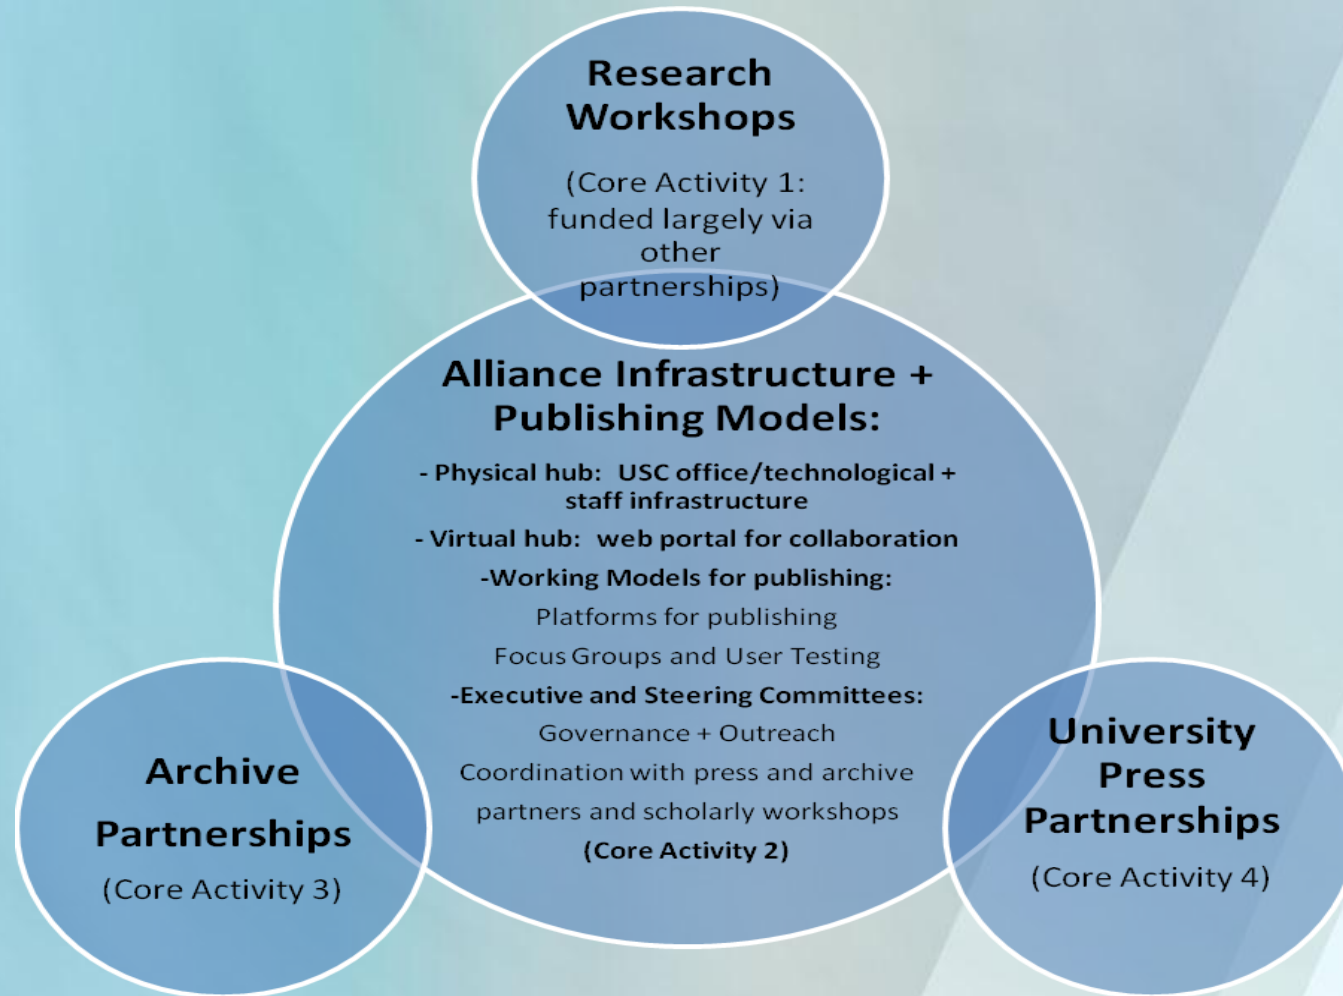 Research
Workshops
(Core Activity 1:
funded largely via
other
partnerships)
Alliance Infrastructure +
Publishing Models:
- Physical hub:  USC office/technological +
staff infrastructure
- Virtual hub:  web portal for collaboration
-Working Models for publishing:
Platforms for publishing
Focus Groups and User Testing
-Executive and Steering Committees:
Governance + Outreach
Coordination with press and archive
partners and scholarly workshops
(Core Activity 2)
Archive
Partnerships
(Core Activity 3)
University
Press
Partnerships
(Core Activity 4)